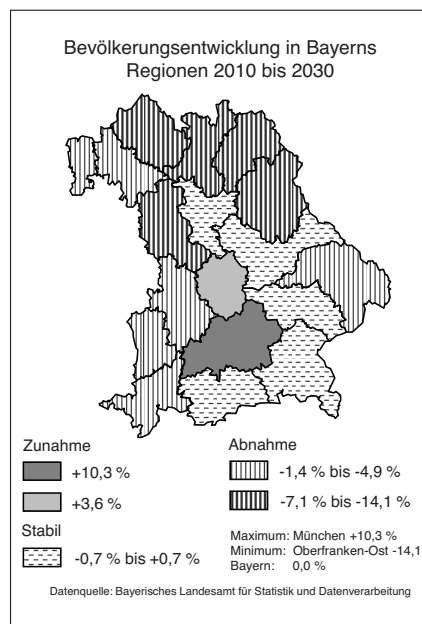 Bevölkerungsentwicklung in Bayerns
Regionen 2010 bis 2030
Zunahme
+10,3 %
+3,6 %
Stabil
-0,7 % bis +0,7 %
Abnahme
-1,4 % bis -4,9 %
-7,1 % bis -14,1 %
Maximum: München +10,3 %
Minimum: Oberfranken-Ost -14,1
Bayern: 0,0 %
Datenquelle: Bayerisches Landesamt für Statistik und Datenverarbeitung